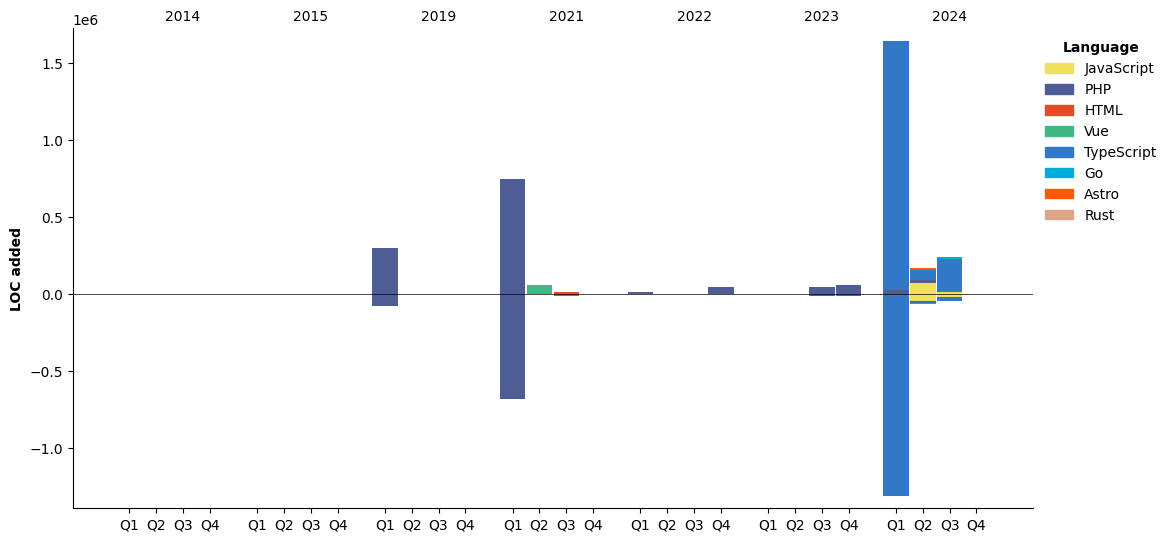 1e6
2014 2015 2019 2021 2022 2023 2024
Language
JavaScript
PHP
HTML
Vue
TypeScript
Go
Astro
Rust
LOC added
1.5
1.0
0.5
0.0
−0.5
−1.0
Q1 Q2 Q3 Q4 Q1 Q2 Q3 Q4 Q1 Q2 Q3 Q4 Q1 Q2 Q3 Q4 Q1 Q2 Q3 Q4 Q1 Q2 Q3 Q4 Q1 Q2 Q3 Q4